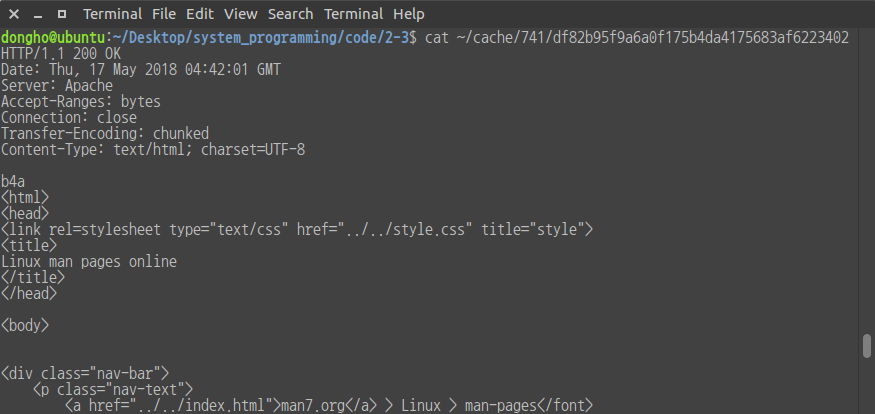 Terminal File Edit View Search Terminal Help
dongho@ubuntu:~/Desktop/system_programming/code/2-3$ cat ~/cache/741/df82b95f9a6a0f175b4da4175683af6223402
HTTP/1.1 200 OK
Date: Thu, 17 May 2018 04:42:01 GMT
Server: Apache
Accept-Ranges: bytes
Connection: close
Transfer-Encoding: chunked
Content-Type: text/html; charset=UTF-8
b4a
<html>
<head>
<link rel=stylesheet type="text/css" href="../../style.css" title="style">
<title>
Linux man pages online
</title>
</head>
<body>
<div class="nav-bar">
    <p class="nav-text">
        <a href="../../index.html">man7.org</a> > Linux > man-pages</font>